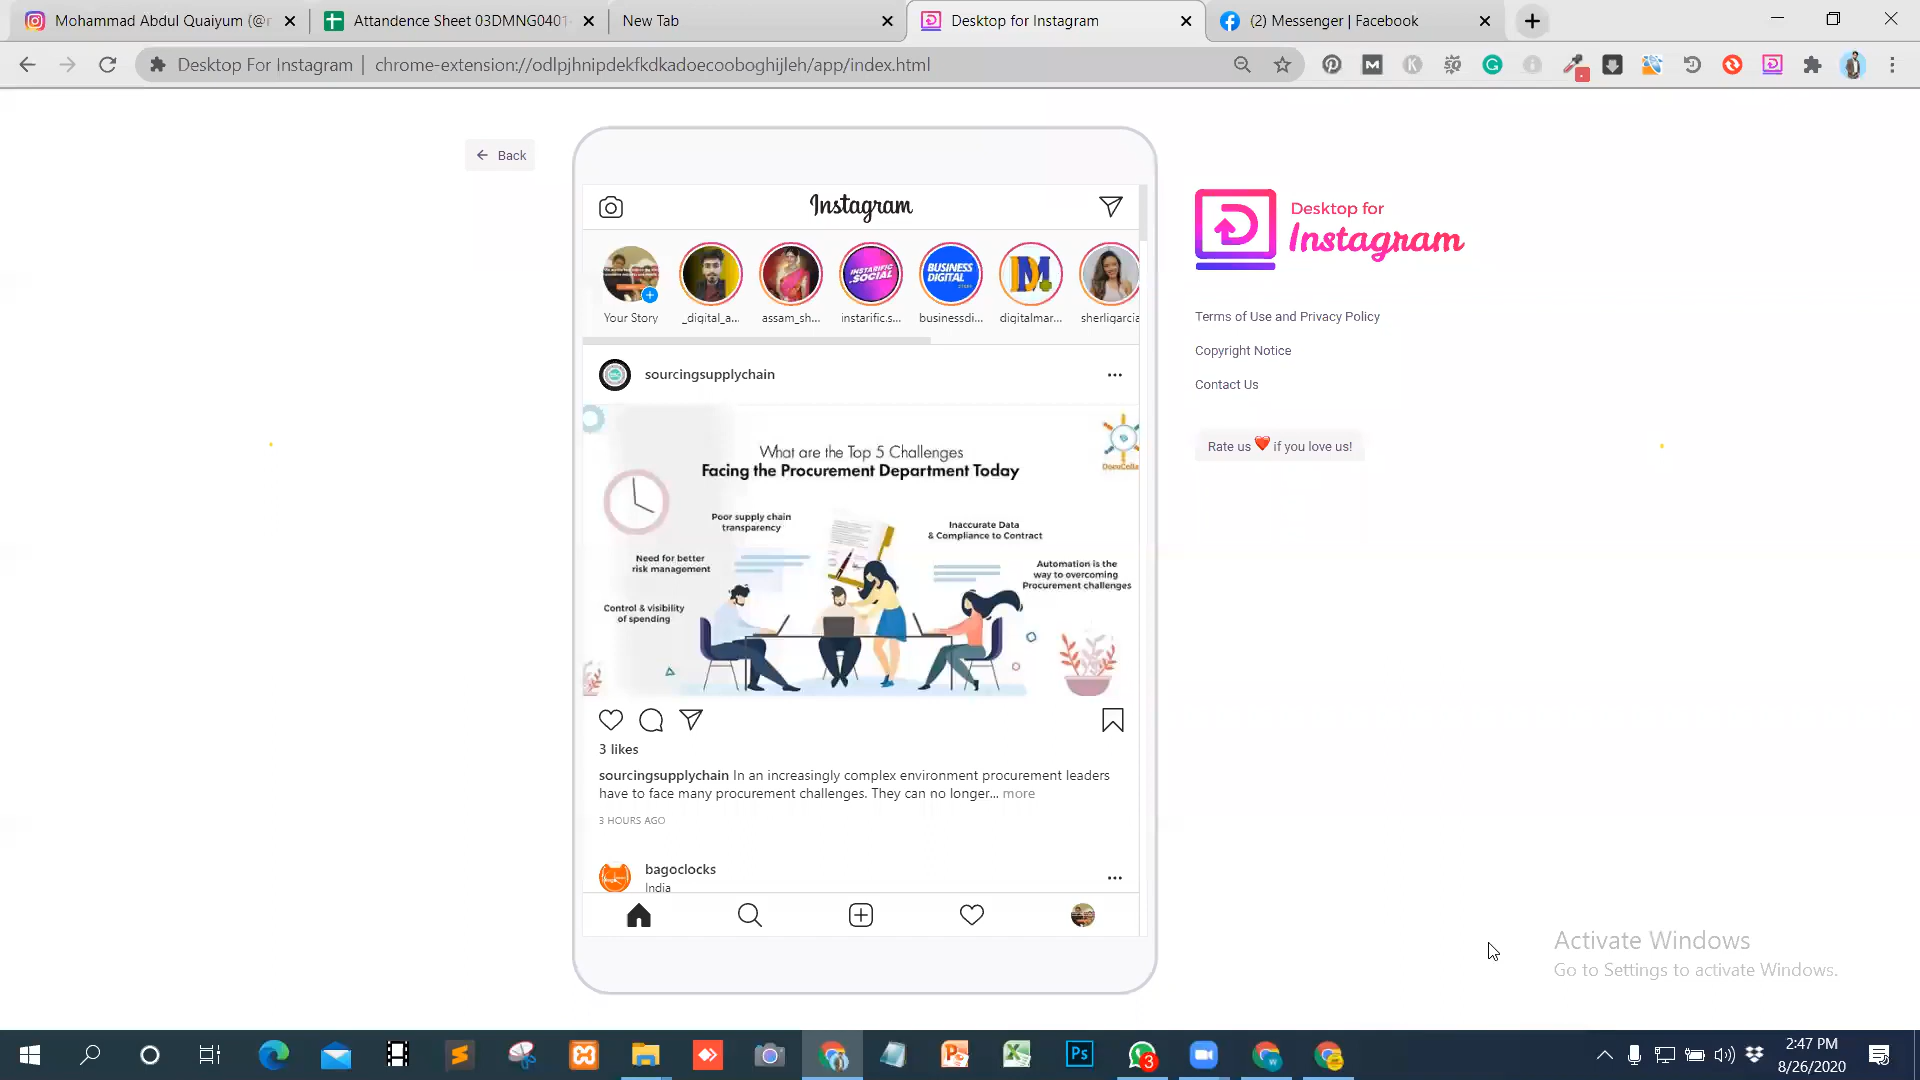 Mohammad Abdul Quaiyum (@r
Attandence Sheet 03DMNG0401
New Tab
Desktop for Instagram
(2) Messenger | Facebook
Desktop For Instagram | chrome-extension://odlpjhnipdekfkdkadoecooboghijleh/app/index.html
Back
Instagram
Your Story
_digital_a...
assam_sh...
INSTARIFIC
.SOCIAL
instarific.s...
BUSINESS
DIGITAL
businessdi...
digitalmar...
sherligarcia
sourcingsupplychain
What are the Top 5 Challenges
Facing the Procurement Department Today
Poor supply chain
transparency
Inaccurate Data
& Compliance to Contract
Need for better
risk management
Automation is the
way to overcoming
Procurement challenges
Control & visibility
of spending
3 likes
sourcingsupplychain In an increasingly complex environment procurement leaders
have to face many procurement challenges. They can no longer... more
3 HOURS AGO
bagoclocks
India
Desktop for
Instagram
Terms of Use and Privacy Policy
Copyright Notice
Contact Us
Rate us ❤️ if you love us!
Activate Windows
Go to Settings to activate Windows.
3
2:47 PM
8/26/2020